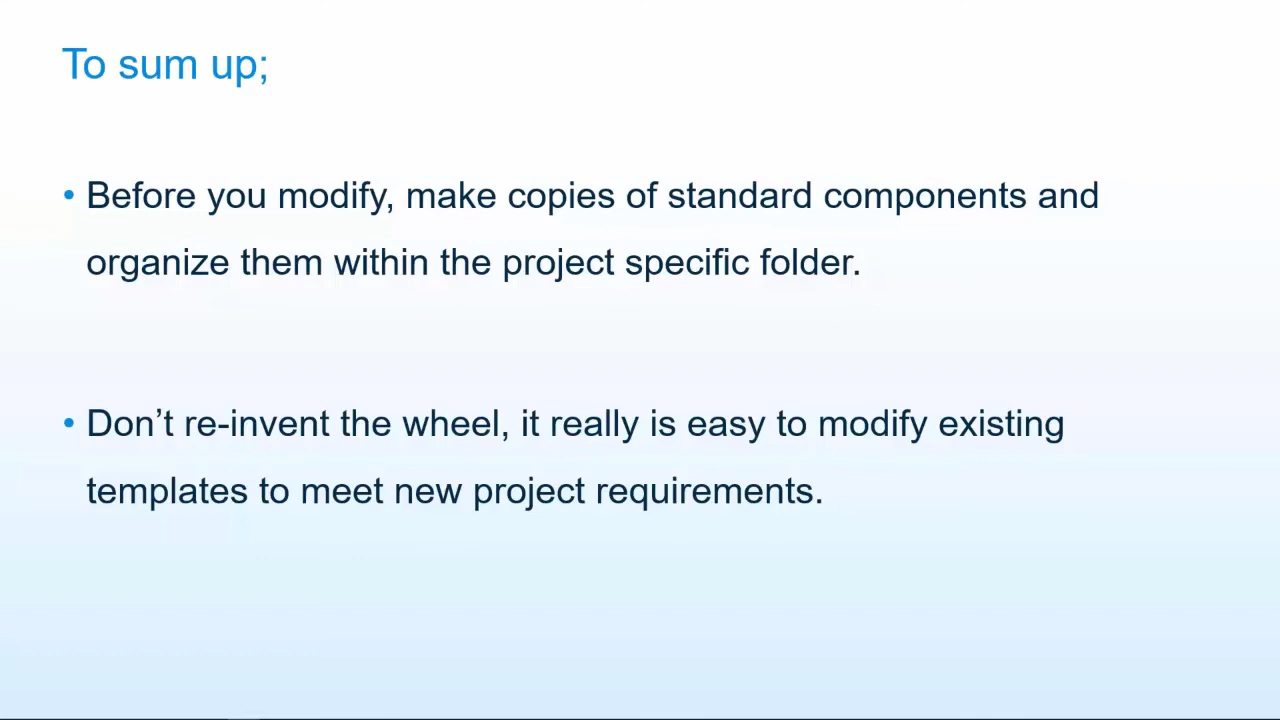 To sum up;
• Before you modify, make copies of standard components and
organize them within the project specific folder.
• Don’t re-invent the wheel, it really is easy to modify existing
templates to meet new project requirements.